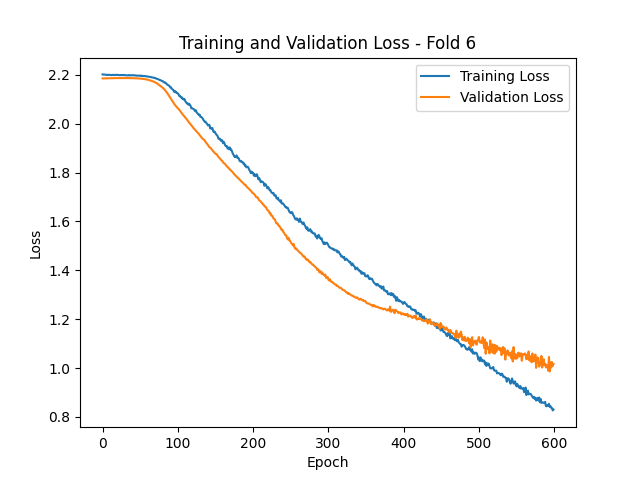 Training and Validation Loss - Fold 6
Training Loss
Validation Loss
Loss
2.2
2.0
1.8
1.6
1.4
1.2
1.0
0.8
0 100 200 300 400 500 600
Epoch